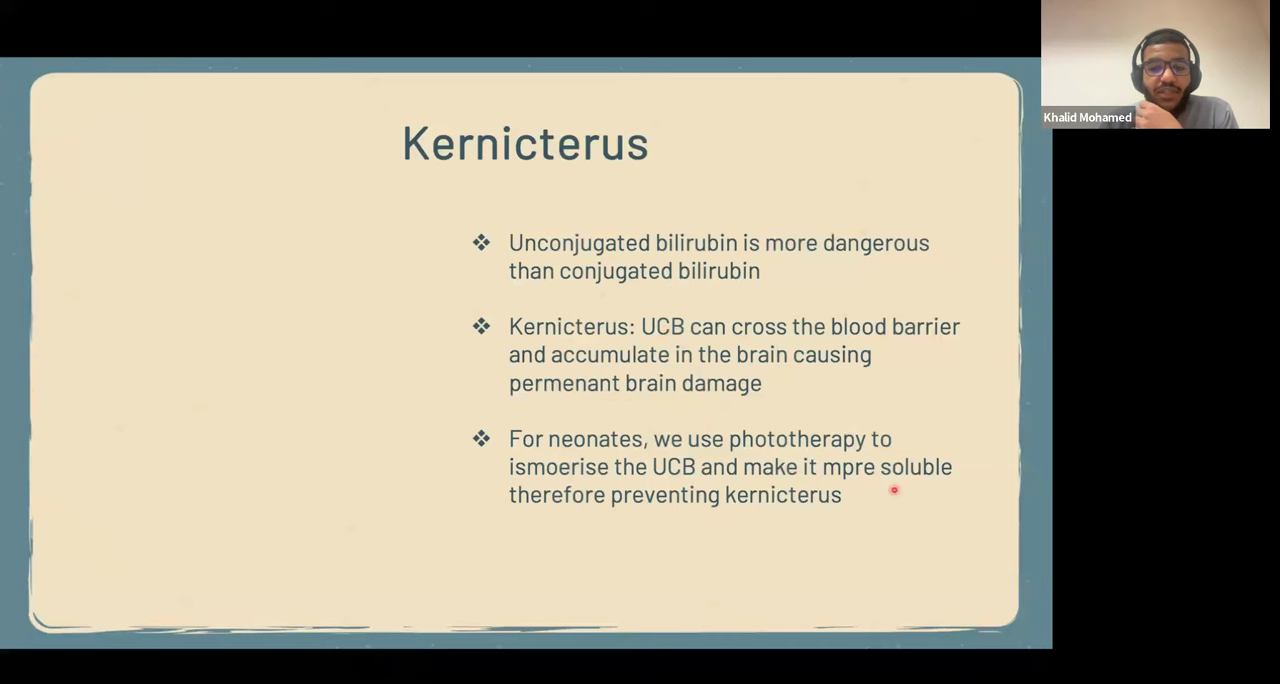 Kernicterus
❖ Unconjugated bilirubin is more dangerous
than conjugated bilirubin
❖ Kernicterus: UCB can cross the blood barrier
and accumulate in the brain causing
permenant brain damage
❖ For neonates, we use phototherapy to
ismoerise the UCB and make it mpre soluble
therefore preventing kernicterus
Khalid Mohamed